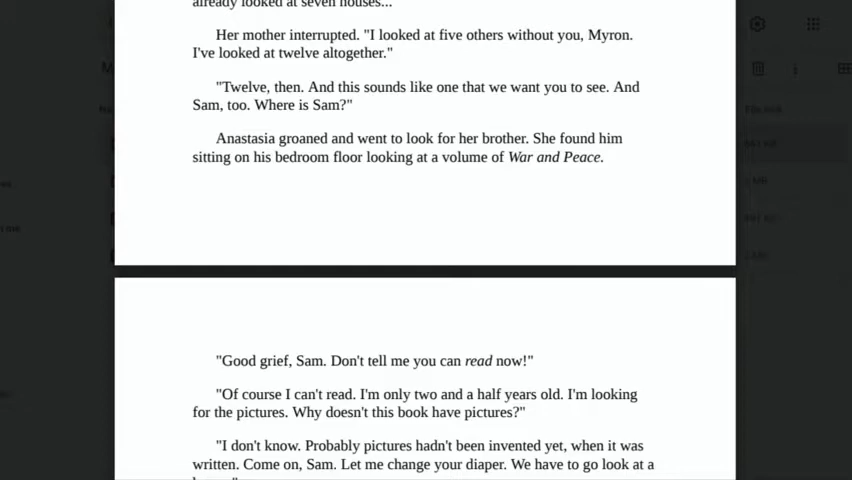 already looked at seven houses...
Her mother interrupted. "I looked at five others without you, Myron.
I've looked at twelve altogether."
"Twelve, then. And this sounds like one that we want you to see. And
Sam, too. Where is Sam?"
Anastasia groaned and went to look for her brother. She found him
sitting on his bedroom floor looking at a volume of War and Peace.
"Good grief, Sam. Don't tell me you can read now!"
"Of course I can't read. I'm only two and a half years old. I'm looking
for the pictures. Why doesn't this book have pictures?"
"I don't know. Probably pictures hadn't been invented yet, when it was
written. Come on, Sam. Let me change your diaper. We have to go look at a